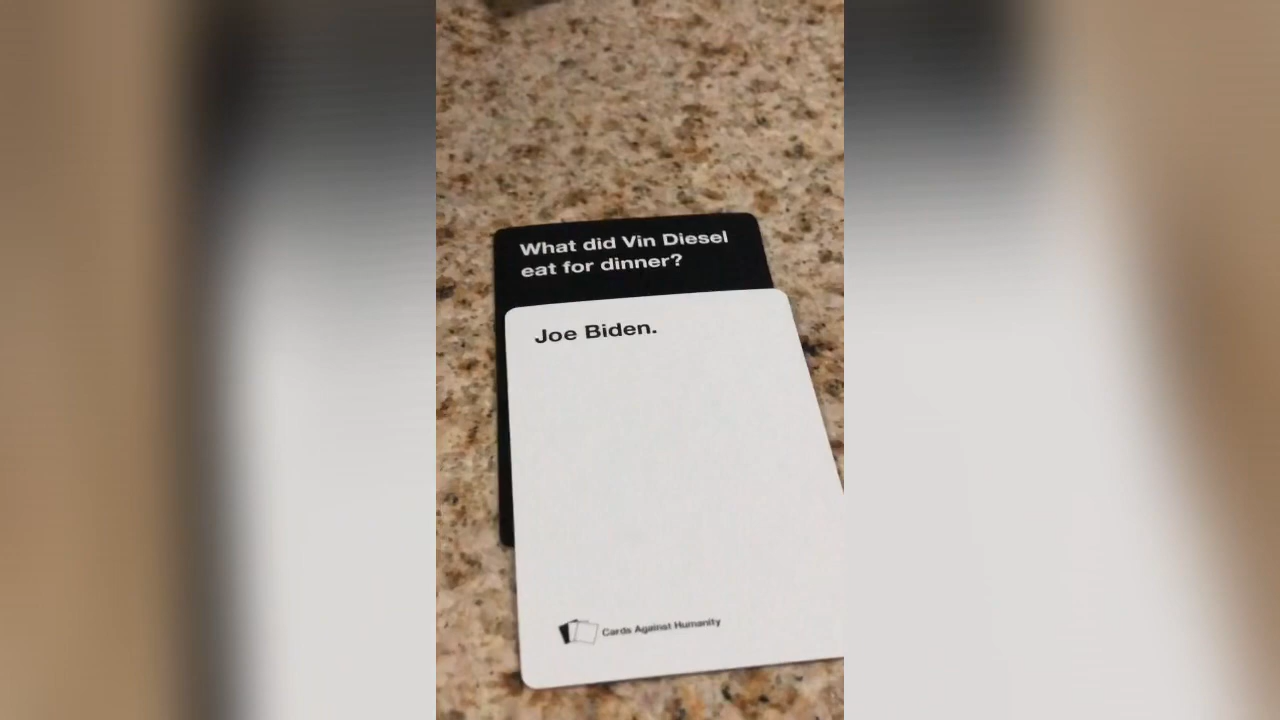 What did Vin Diesel
eat for dinner?
Joe Biden.
Cards Against Humanity